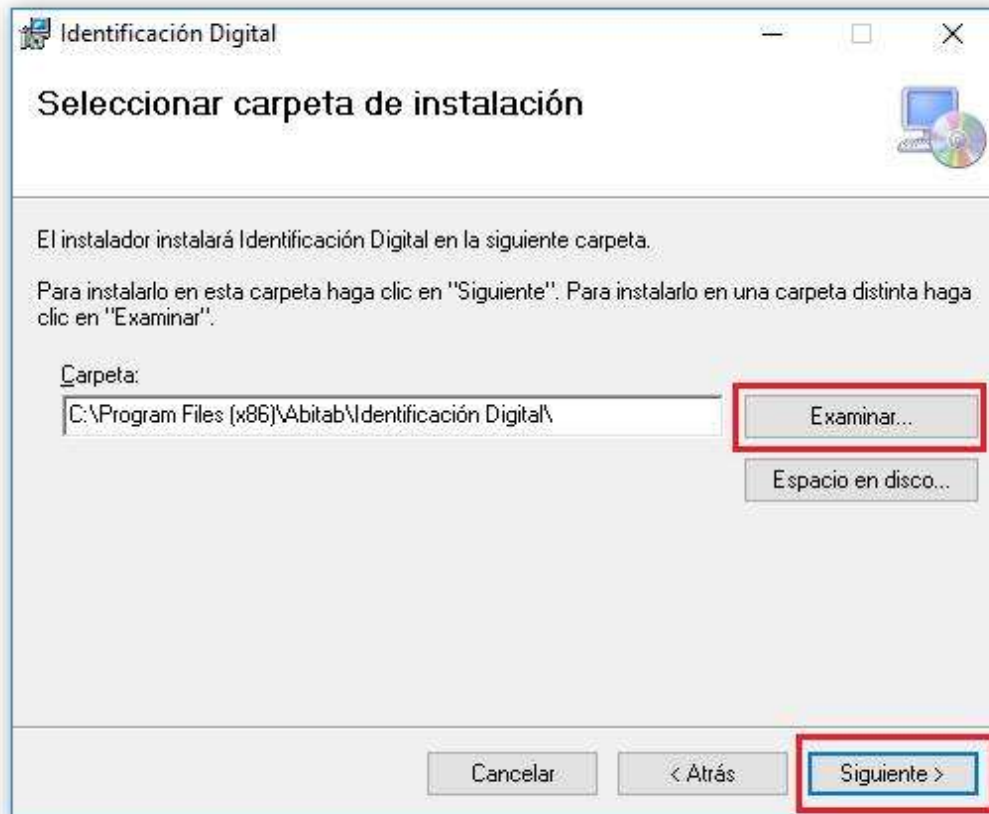 Identificación Digital
Seleccionar carpeta de instalación
El instalador instalará Identificación Digital en la siguiente carpeta.
Para instalarlo en esta carpeta haga clic en "Siguiente". Para instalarlo en una carpeta distinta haga
clic en "Examinar".
Carpeta:
C:\Program Files (x86)\Abitab\Identificación Digital\
Examinar...
Espacio en disco...
Cancelar
< Atrás
Siguiente >